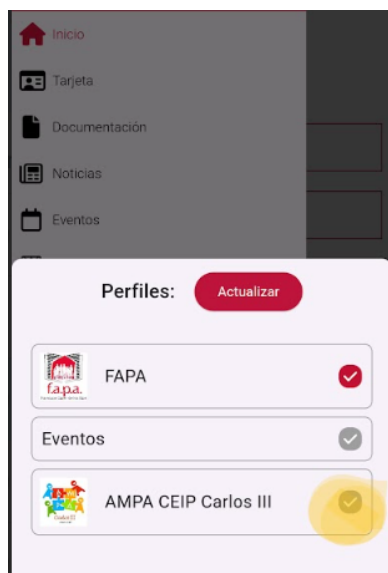 Inicio
Tarjeta
Documentación
Noticias
Eventos
Perfiles:
Actualizar
f.a.p.a.
FAPA
Eventos
AMPA CEIP Carlos III